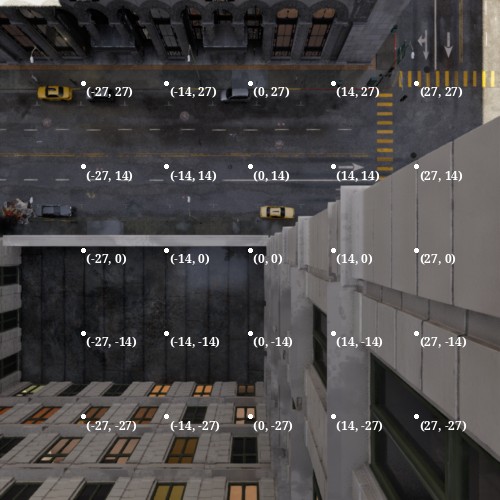 (-27, 27) (-14, 27) (0, 27) (14, 27) (27, 27)
(-27, 14) (-14, 14) (0, 14) (14, 14) (27, 14)
(-27, 0) (-14, 0) (0, 0) (14, 0) (27, 0)
(-27, -14) (-14, -14) (0, -14) (14, -14) (27, -14)
(-27, -27) (-14, -27) (0, -27) (14, -27) (27, -27)